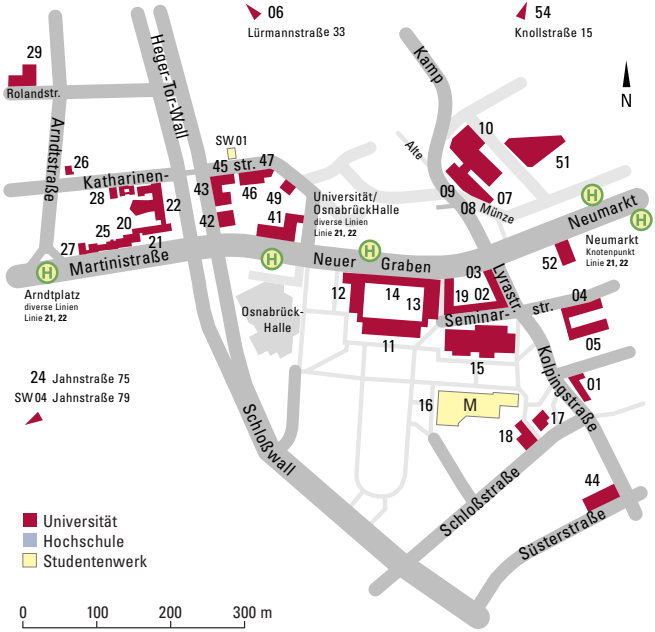 06
Lürmannstraße 33
54
Knollstraße 15
29
Rolandstr.
Arndtstraße
Heger-Tor-Wall
Kamp
N
SW 01
10
51
Alte
Münze
26
Katharinen-
45 str. 47
28
43
46
49
22
20
42
41
25
27
21
Universität/
OsnabrückHalle
diverse Linien
Linie 21, 22
09
08
07
H
Neumarkt
H
Neumarkt
Knotenpunkt
Linie 21, 22
H
Martinistraße
H
H
Neuer Graben
03
52
Lyrastr.
Arndtplatz
diverse Linien
Linie 21, 22
Osnabrück-
Halle
12
14
13
11
19
02
Seminar-
str.
04
05
15
24 Jahnstraße 75
SW 04 Jahnstraße 79
Schloßwall
16
M
Kolpingstraße
01
17
18
Schloßstraße
44
Süsterstraße
Universität
Hochschule
Studentenwerk
0 100 200 300 m